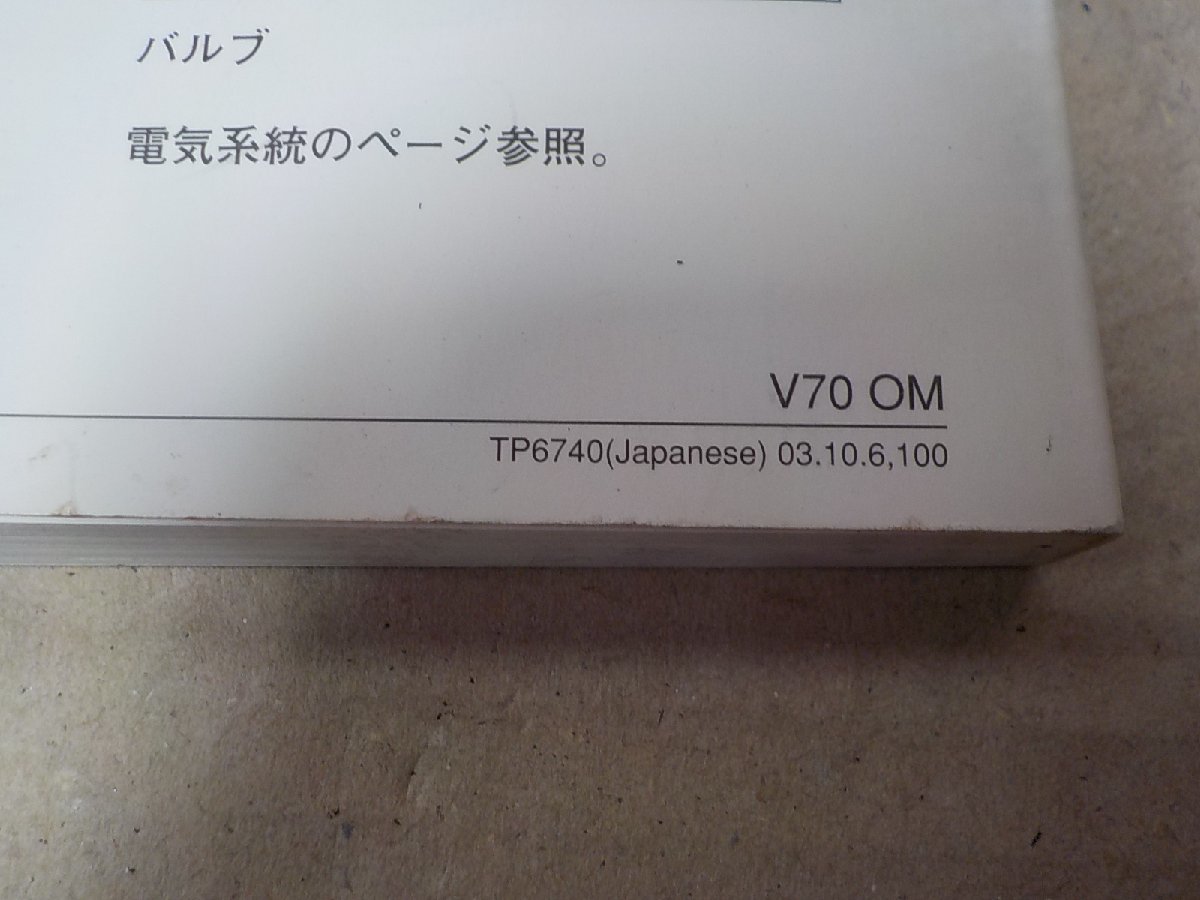 バルブ
電気系統のページ参照。
V70 OM
TP6740(Japanese) 03.10.6,100